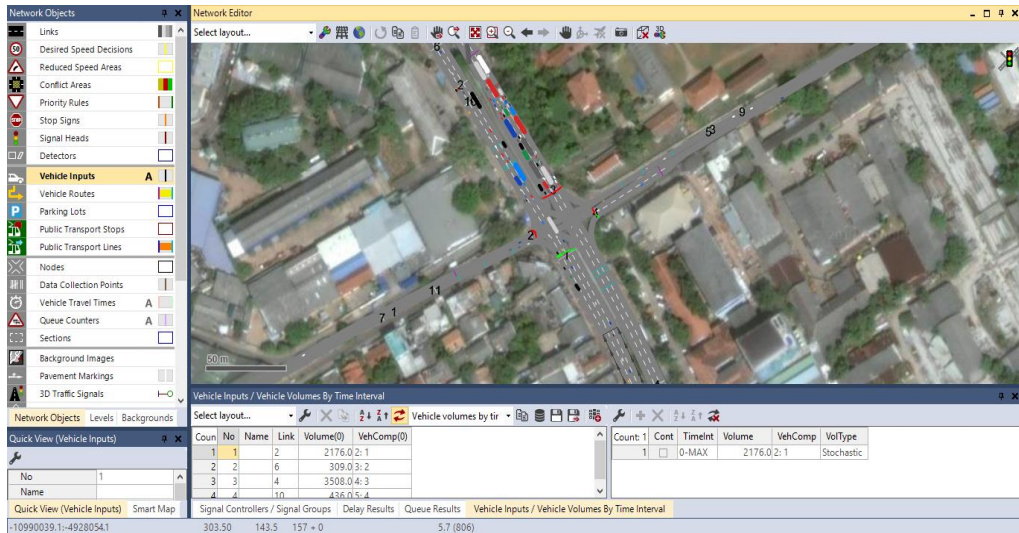 Network Objects
Links
Desired Speed Decisions
Reduced Speed Areas
Conflict Areas
Priority Rules
Stop Signs
Signal Heads
Detectors
Vehicle Inputs A
Vehicle Routes
Parking Lots
Public Transport Stops
Public Transport Lines
Nodes
Data Collection Points
Vehicle Travel Times A
Queue Counters A
Sections
Background Images
Pavement Markings
3D Traffic Signals
Network Objects Levels Backgrounds
Quick View (Vehicle Inputs)
No 1
Name
Quick View (Vehicle Inputs) Smart Map
Network Editor
Select layout...
6
2
10
9
53
2
1
11
7 1
50 m
Vehicle Inputs / Vehicle Volumes By Time Interval
Select layout... Vehicle volumes by tir
Coun No Name Link Volume(0) VehComp(0)
1 1 2 2176.0 2: 1
2 2 6 309.0 3: 2
3 3 4 3508.0 4: 3
4 4 10 436.0 5: 4
Count: 1 Cont TimeInt Volume VehComp VolType
1 0-MAX 2176.0 2: 1 Stochastic
Signal Controllers / Signal Groups Delay Results Queue Results Vehicle Inputs / Vehicle Volumes By Time Interval
-10990039.1:-4928054.1 303.50 143.5 157 + 0 5.7 (806)